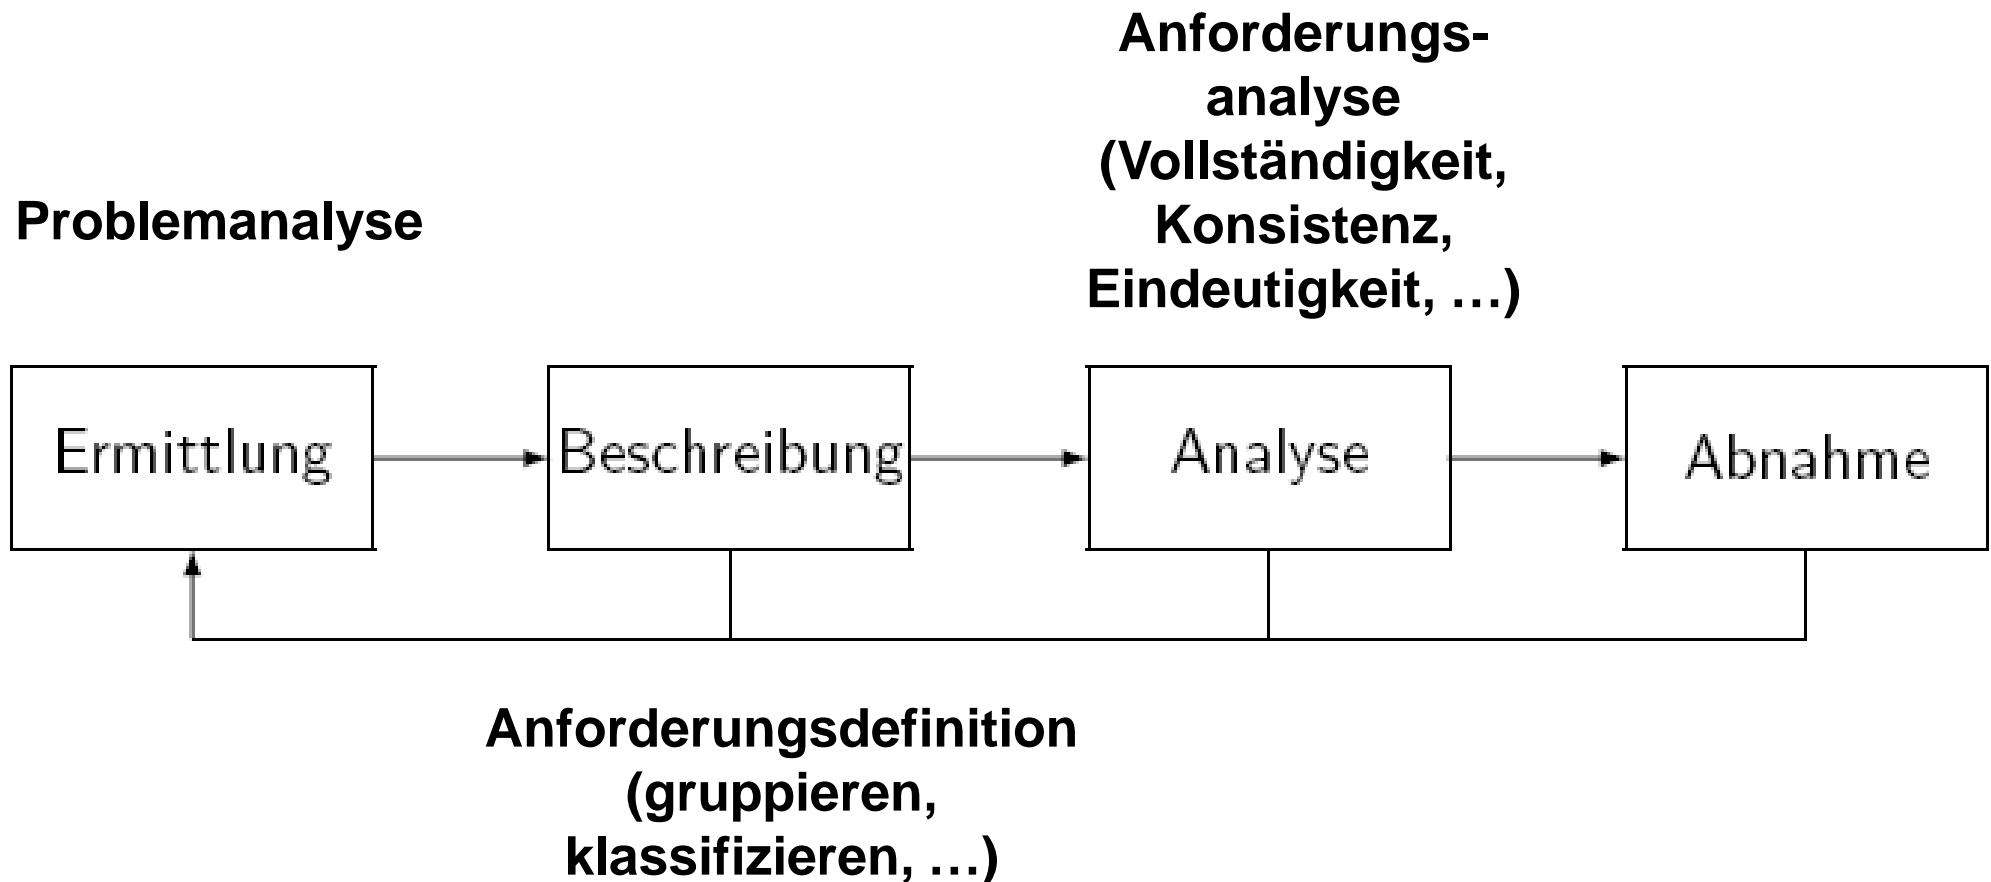 Anforderungs-
analyse
(Vollständigkeit,
Konsistenz,
Eindeutigkeit, …)
Problemanalyse
Ermittlung
Beschreibung
Analyse
Abnahme
Anforderungsdefinition
(gruppieren,
klassifizieren, …)